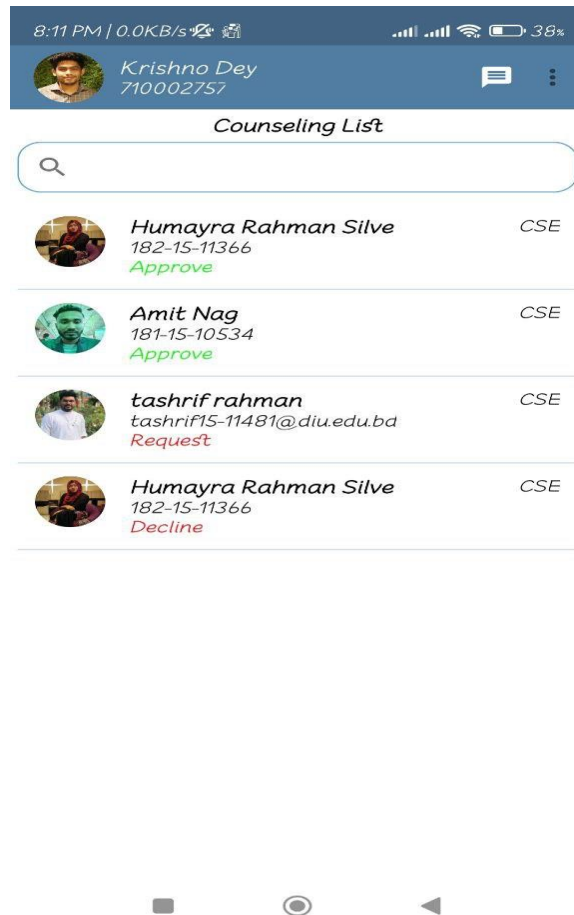 8:11 PM | 0.0KB/s 38%
Krishno Dey
710002757
Counseling List
Humayra Rahman Silve CSE
182-15-11366
Approve
Amit Nag CSE
181-15-10534
Approve
tashrif rahman CSE
tashrif15-11481@diu.edu.bd
Request
Humayra Rahman Silve CSE
182-15-11366
Decline